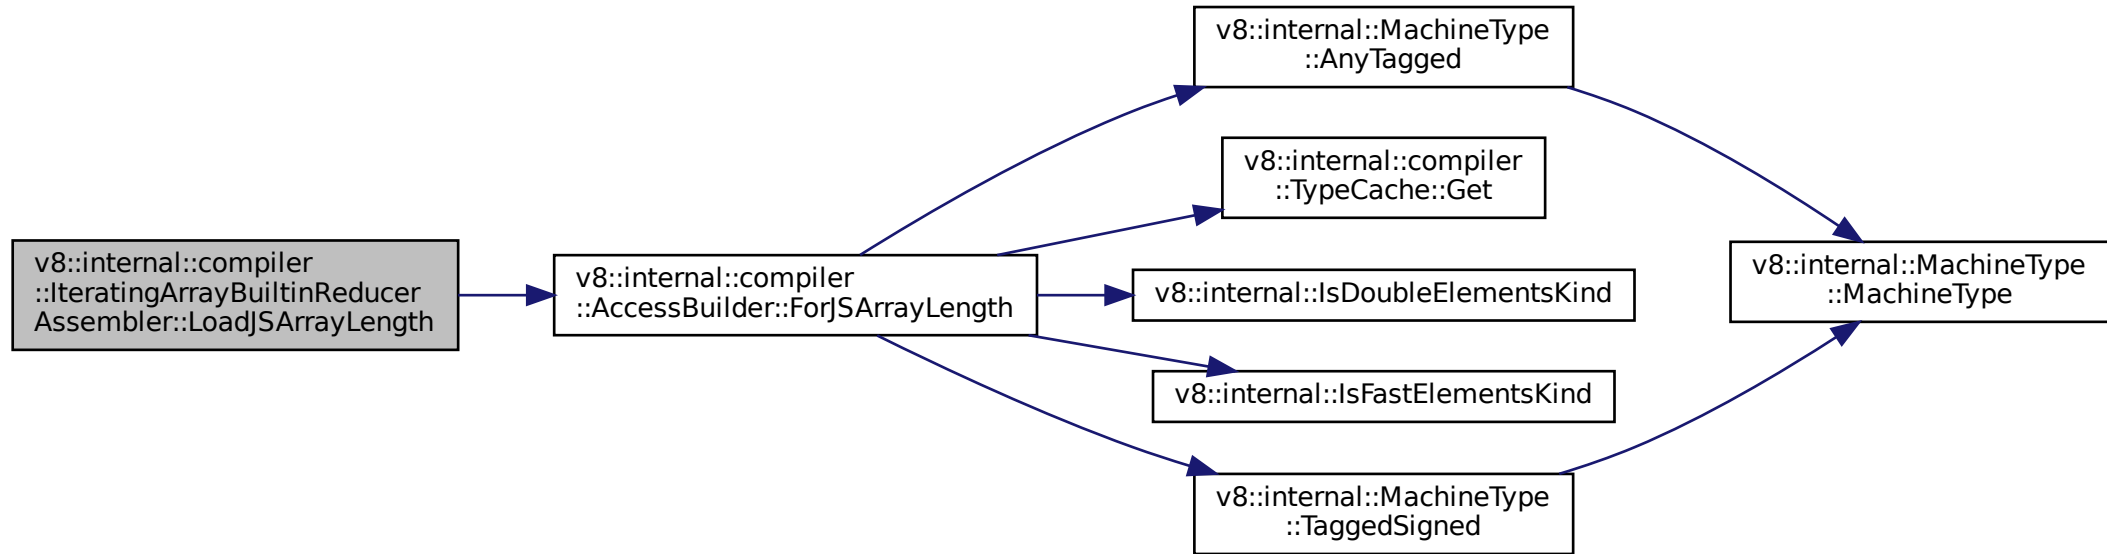 v8::internal::compiler
::IteratingArrayBuiltinReducer
Assembler::LoadJSArrayLength
v8::internal::compiler
::AccessBuilder::ForJSArrayLength
v8::internal::MachineType
::AnyTagged
v8::internal::compiler
::TypeCache::Get
v8::internal::IsDoubleElementsKind
v8::internal::IsFastElementsKind
v8::internal::MachineType
::TaggedSigned
v8::internal::MachineType
::MachineType